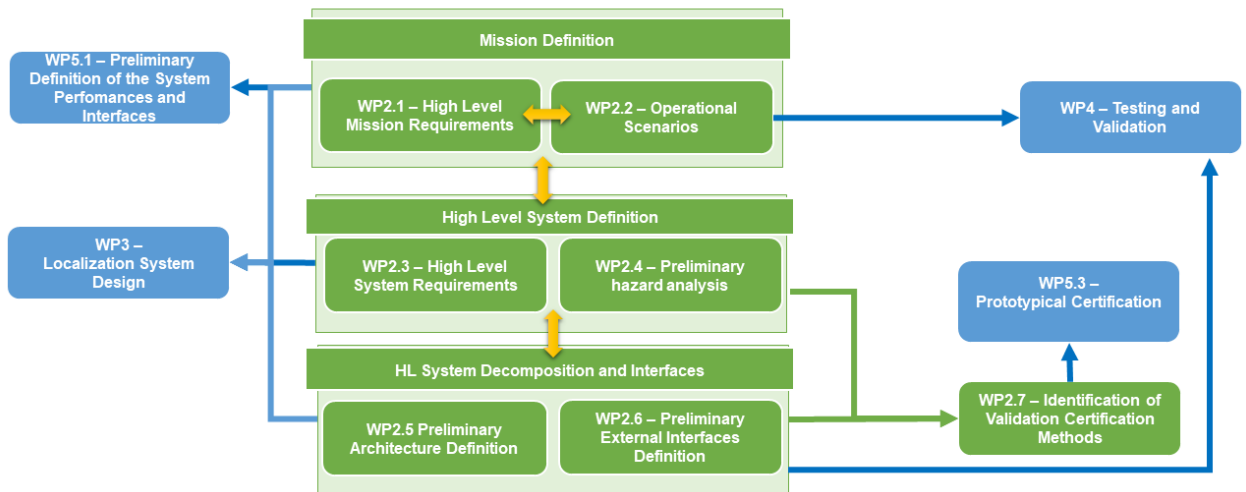 Mission Definition
WP5.1 – Preliminary
Definition of the System
Perfomances and
Interfaces
WP2.1 – High Level
Mission Requirements
WP2.2 – Operational
Scenarios
WP4 – Testing and
Validation
High Level System Definition
WP3 –
Localization System
Design
WP2.3 – High Level
System Requirements
WP2.4 – Preliminary
hazard analysis
WP5.3 –
Prototypical Certification
HL System Decomposition and Interfaces
WP2.5 Preliminary
Architecture Definition
WP2.6 – Preliminary
External Interfaces
Definition
WP2.7 – Identification of
Validation Certification
Methods